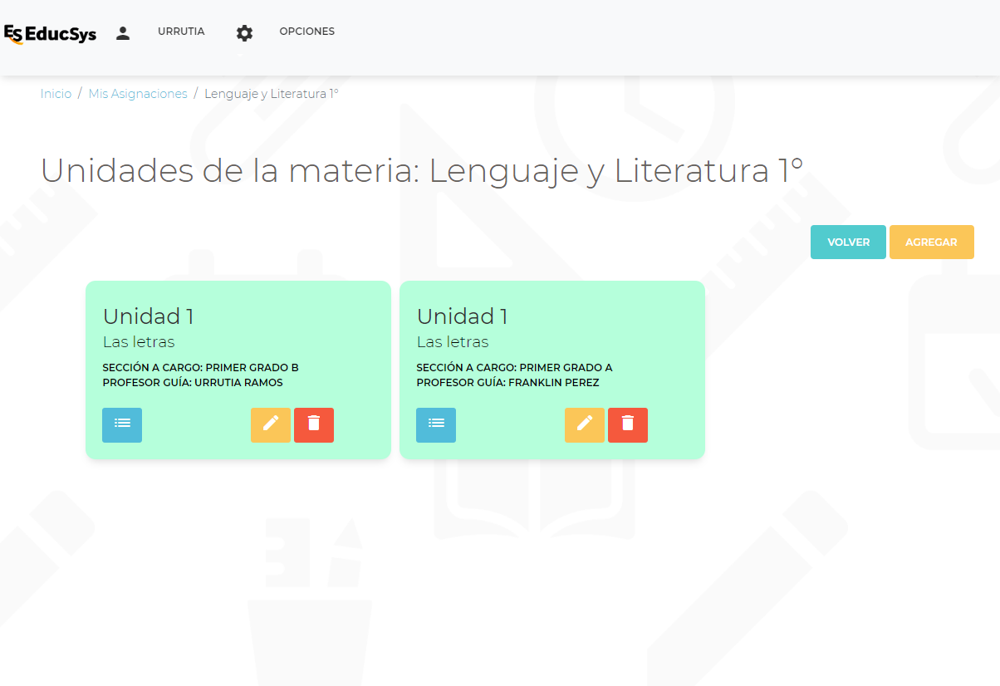 ES EducSys URRUTIA OPCIONES
Inicio / Mis Asignaciones / Lenguaje y Literatura 1°
Unidades de la materia: Lenguaje y Literatura 1°
VOLVER AGREGAR
Unidad 1
Las letras
SECCIÓN A CARGO: PRIMER GRADO B
PROFESOR GUÍA: URRUTIA RAMOS
Unidad 1
Las letras
SECCIÓN A CARGO: PRIMER GRADO A
PROFESOR GUÍA: FRANKLIN PEREZ